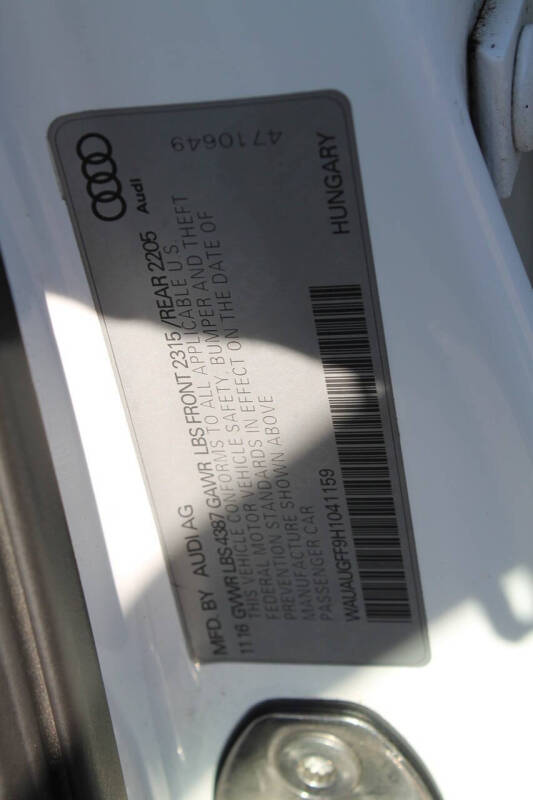 Audi
4710649
MFD. BY AUDI AG
11 16 GVWR LBS 4387 GAWR LBS FRONT 2315/REAR 2205
THIS VEHICLE CONFORMS TO ALL APPLICABLE U S
FEDERAL MOTOR VEHICLE SAFETY, BUMPER AND THEFT
PREVENTION STANDARDS IN EFFECT ON THE DATE OF
MANUFACTURE SHOWN ABOVE
PASSENGER CAR
HUNGARY
WAUAUGFF9H1041159